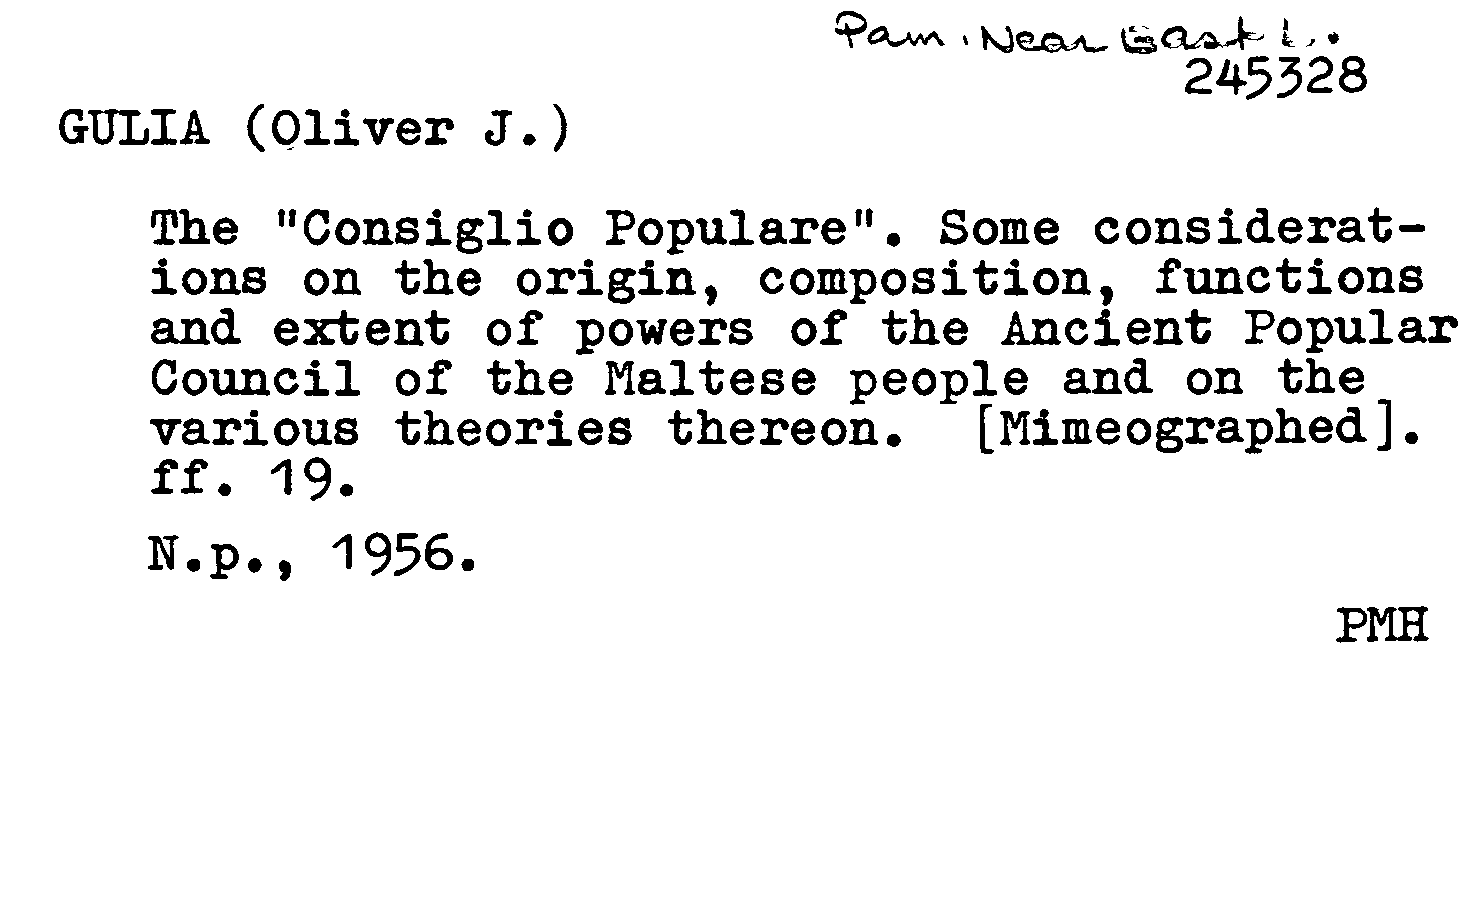 Pam. Near East L.
245328
GULIA (Oliver J.)
The "Consiglio Populare". Some considerat-
ions on the origin, composition, functions
and extent of powers of the Ancient Popular
Council of the Maltese people and on the
various theories thereon. [Mimeographed].
ff. 19.
N.p., 1956.
PMH